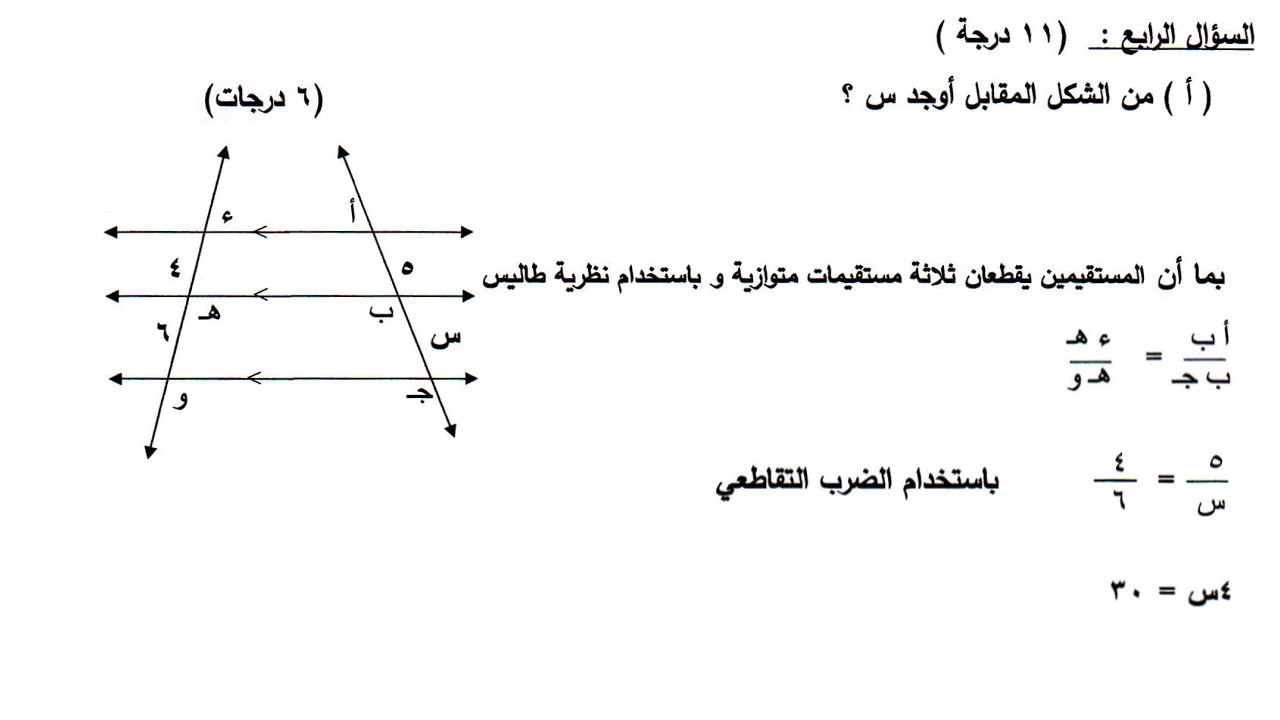 السؤال الرابع : ( ١١ درجة )
( أ ) من الشكل المقابل أوجد س ؟
(٦ درجات)
أ ء
٥ ٤
ب هـ
س ٦
جـ و
بما أن المستقيمين يقطعان ثلاثة مستقيمات متوازية و باستخدام نظرية طاليس
أ ب / ب جـ = ء هـ / هـ و
٥ / س = ٤ / ٦ باستخدام الضرب التقاطعي
٤س = ٣٠